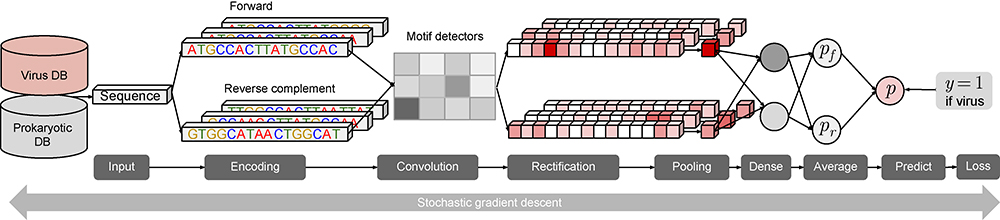 Forward
ATGCCACTTATGCCAC
Motif detectors
Virus DB
Sequence
Reverse complement
GTGGCATAACTGGCAT
Prokaryotic
DB
p_f
p_r
p
y = 1
if virus
Input
Encoding
Convolution
Rectification
Pooling
Dense
Average
Predict
Loss
Stochastic gradient descent